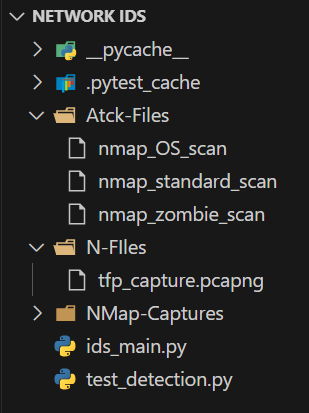 NETWORK IDS
__pycache__
.pytest_cache
Atck-Files
nmap_OS_scan
nmap_standard_scan
nmap_zombie_scan
N-FIles
tfp_capture.pcapng
NMap-Captures
ids_main.py
test_detection.py